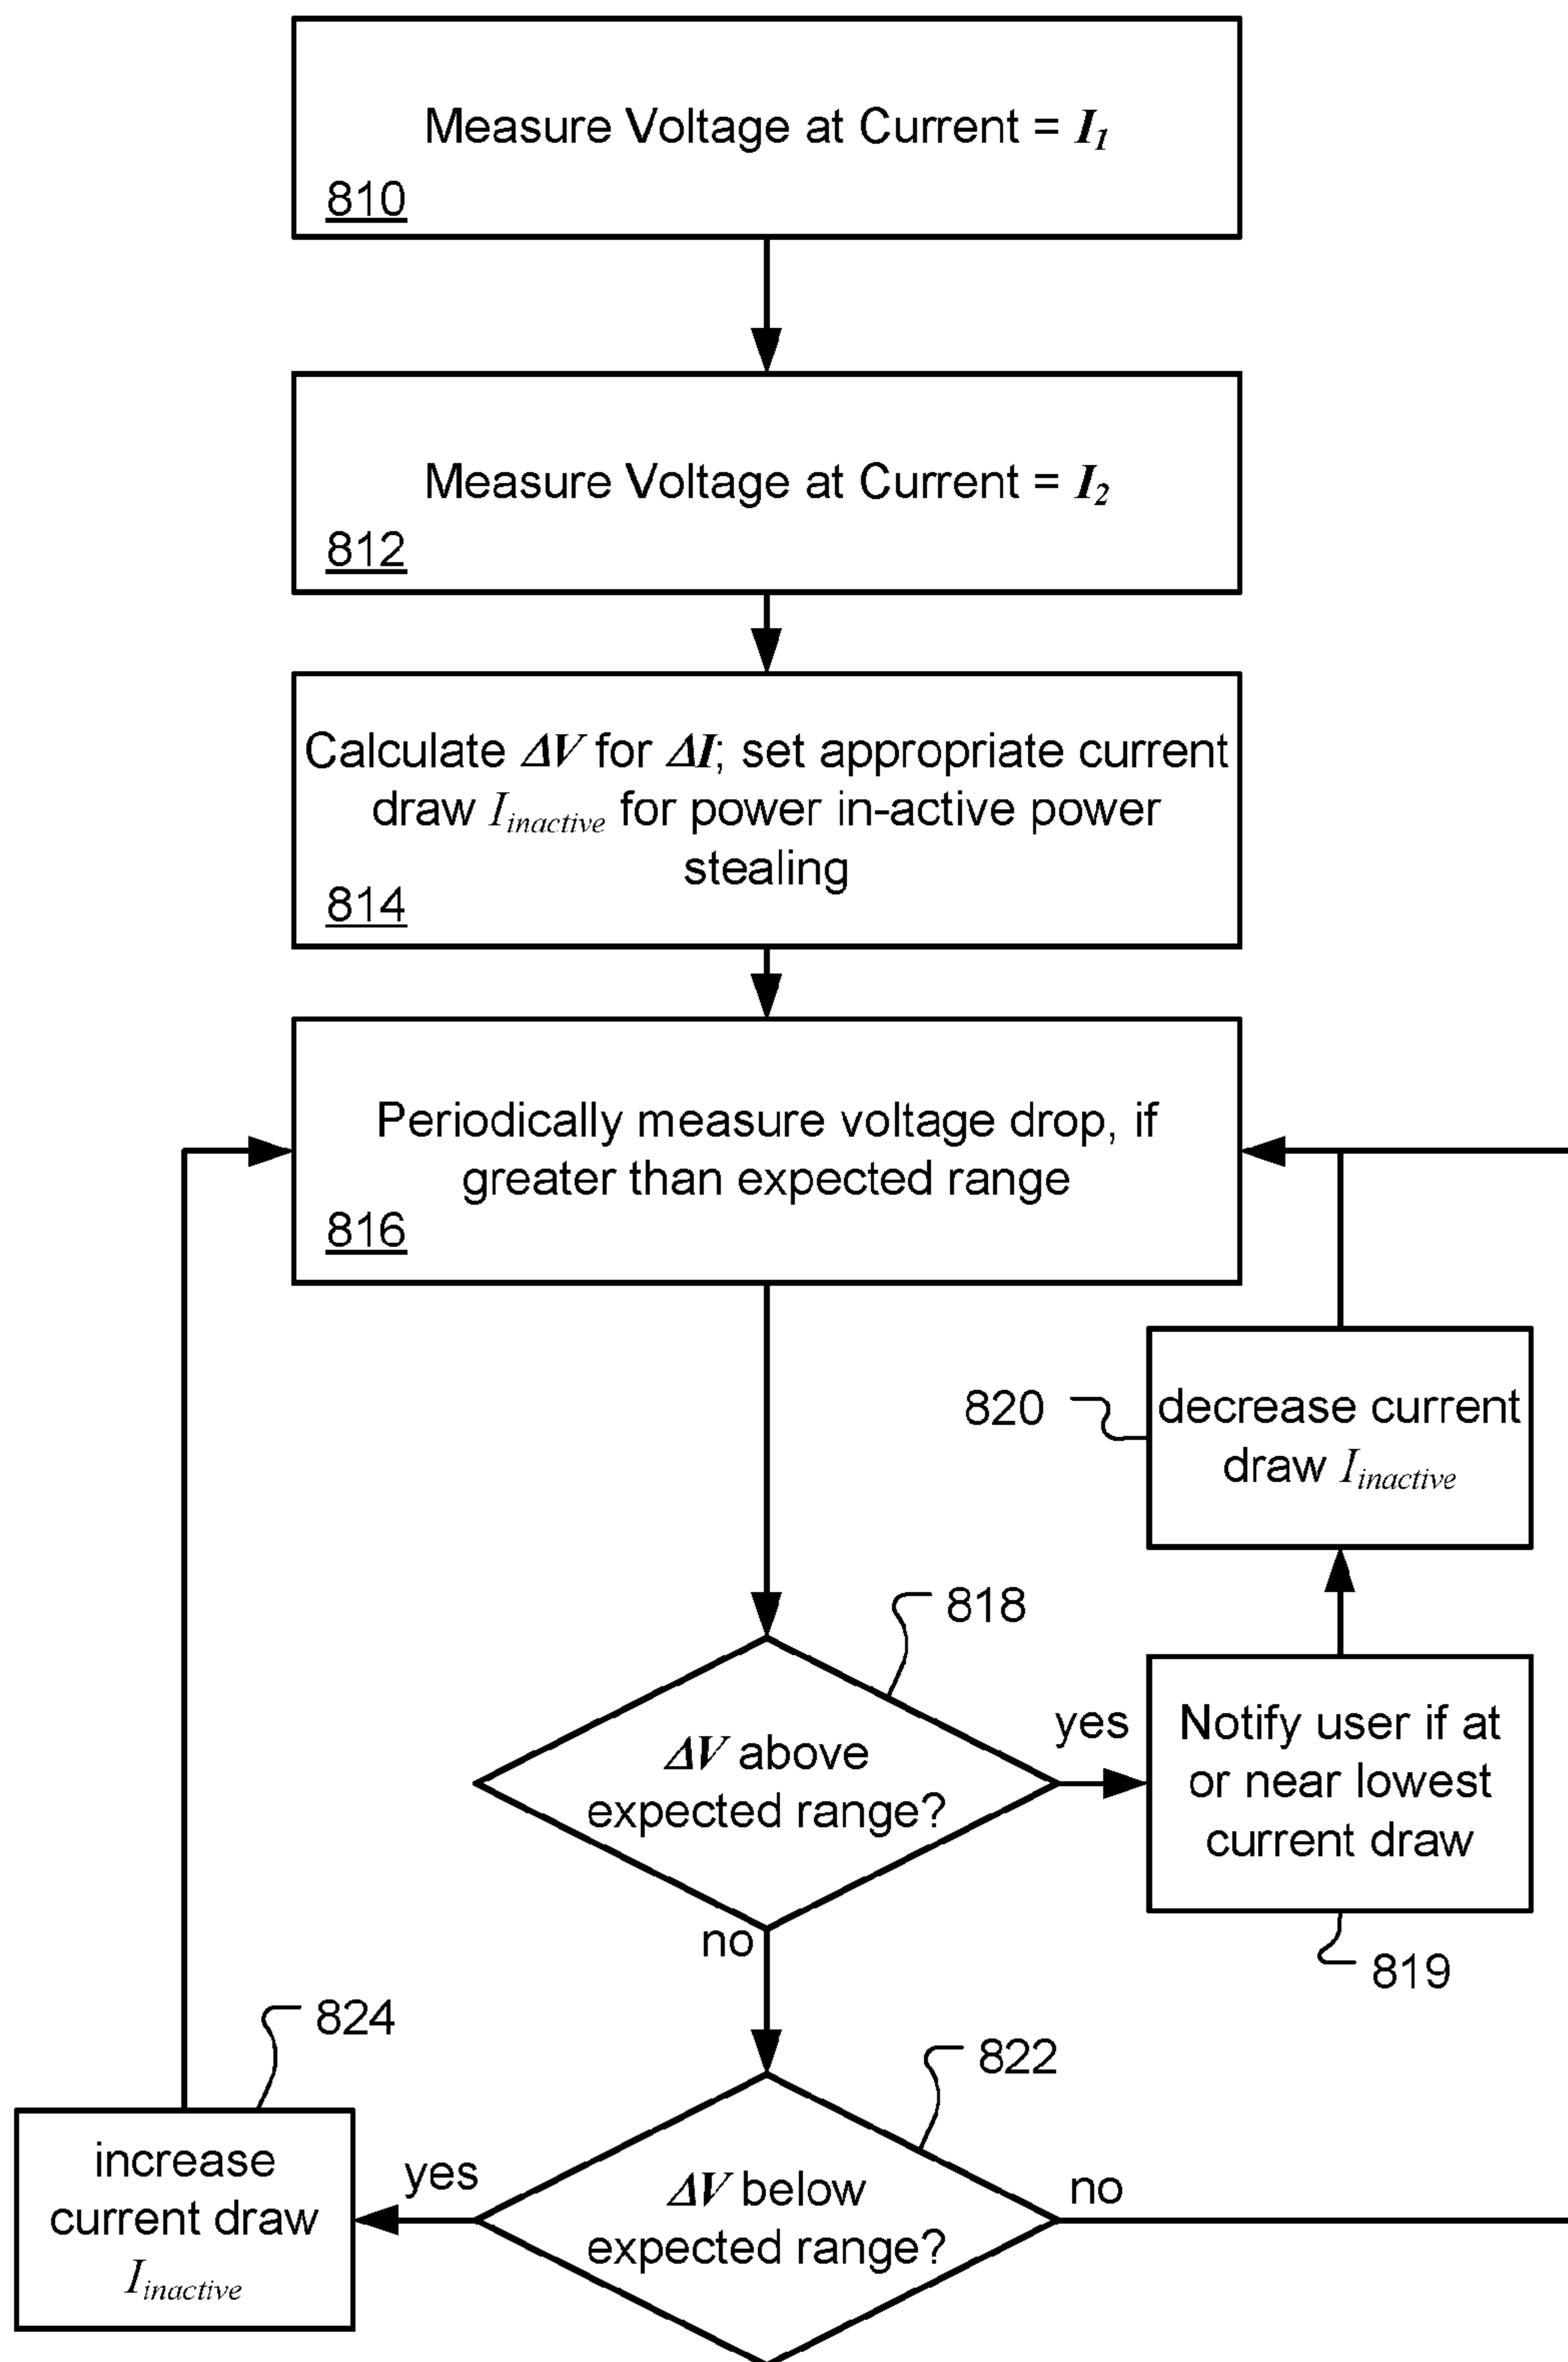 Measure Voltage at Current = I1
810
Measure Voltage at Current = I2
812
Calculate ΔV for ΔI; set appropriate current
draw Iinactive for power in-active power
stealing
814
Periodically measure voltage drop, if
greater than expected range
816
820
decrease current
draw Iinactive
818
ΔV above
expected range?
yes
Notify user if at
or near lowest
current draw
819
no
824
increase
current draw
Iinactive
822
yes
ΔV below
expected range?
no